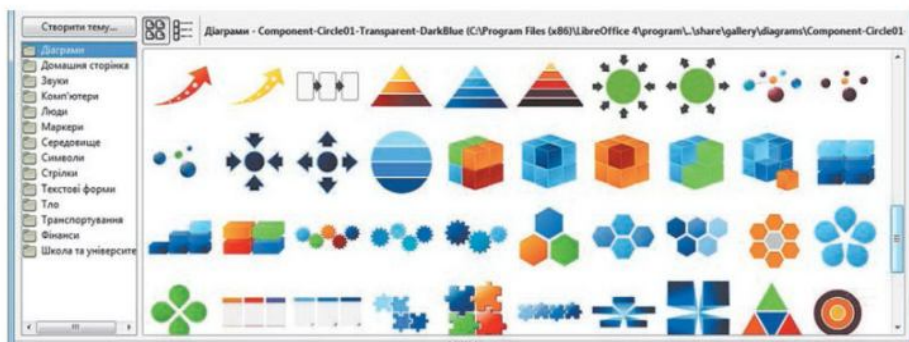 Створити тему...
Діаграми - Component-Circle01-Transparent-DarkBlue (C:\Program Files (x86)\LibreOffice 4\program\..\share\gallery\diagrams\Component-Circle01-
Діаграми
Домашня сторінка
Звуки
Комп'ютери
Люди
Маркери
Середовище
Символи
Стрілки
Текстові форми
Тло
Транспортування
Фінанси
Школа та університе